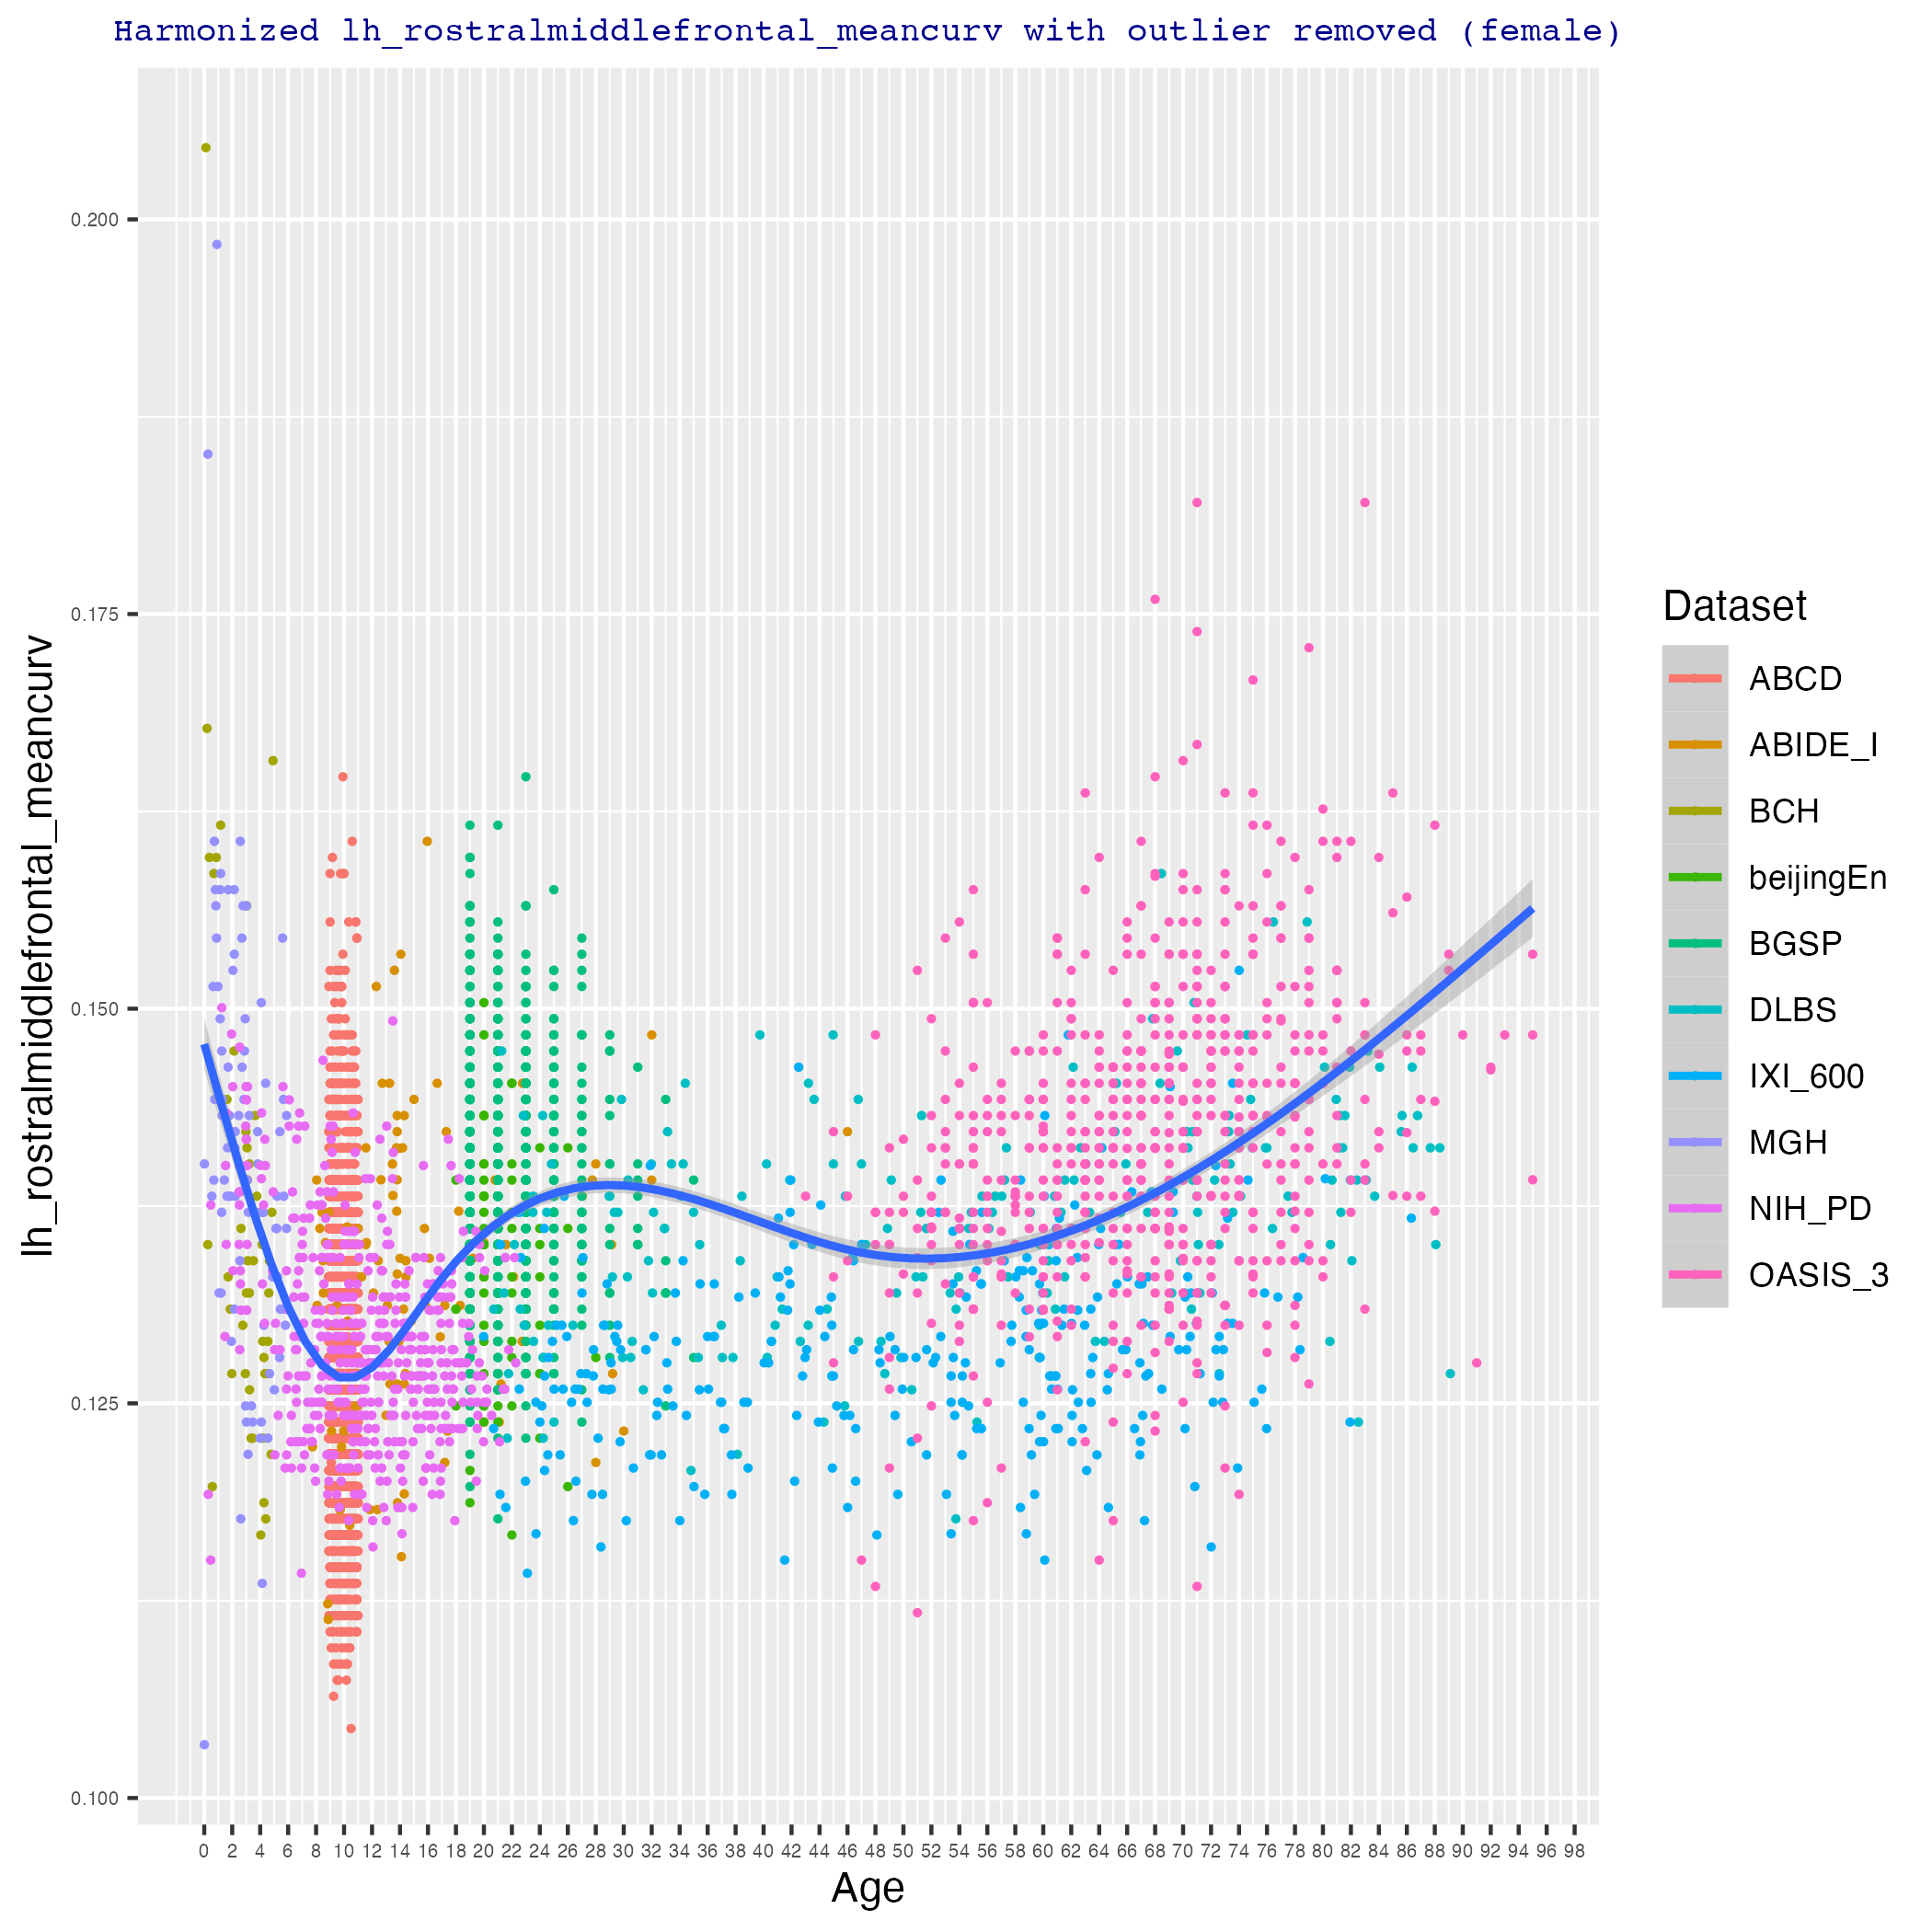 Harmonized lh_rostralmiddlefrontal_meancurv with outlier removed (female)
lh_rostralmiddlefrontal_meancurv
0.200
0.175
0.150
0.125
0.100
0 2 4 6 8 10 12 14 16 18 20 22 24 26 28 30 32 34 36 38 40 42 44 46 48 50 52 54 56 58 60 62 64 66 68 70 72 74 76 78 80 82 84 86 88 90 92 94 96 98
Age
Dataset
ABCD
ABIDE_I
BCH
beijingEn
BGSP
DLBS
IXI_600
MGH
NIH_PD
OASIS_3